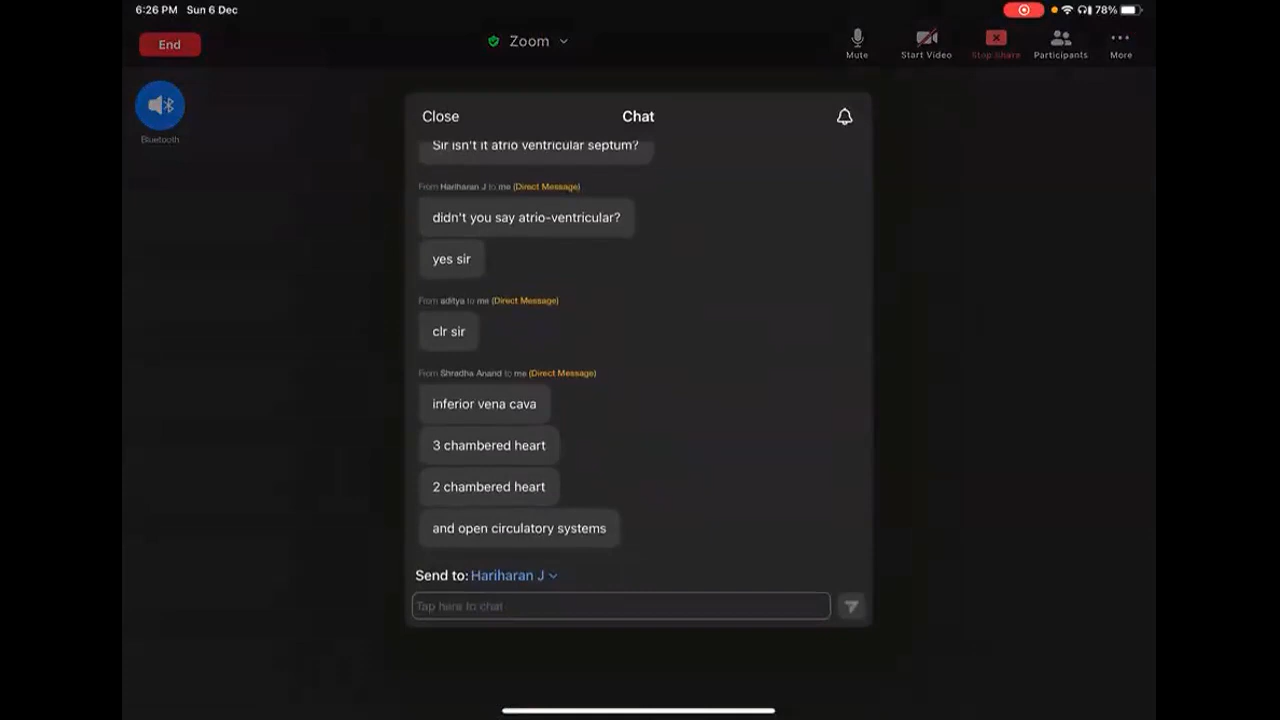 6:26 PM Sun 6 Dec
78%
End
Zoom
Mute
Start Video
Stop Share
Participants
More
Bluetooth
Close
Chat
Sir isn't it atrio ventricular septum?
From Hariharan J to me (Direct Message)
didn't you say atrio-ventricular?
yes sir
From aditya to me (Direct Message)
clr sir
From Shradha Anand to me (Direct Message)
inferior vena cava
3 chambered heart
2 chambered heart
and open circulatory systems
Send to: Hariharan J
Tap here to chat